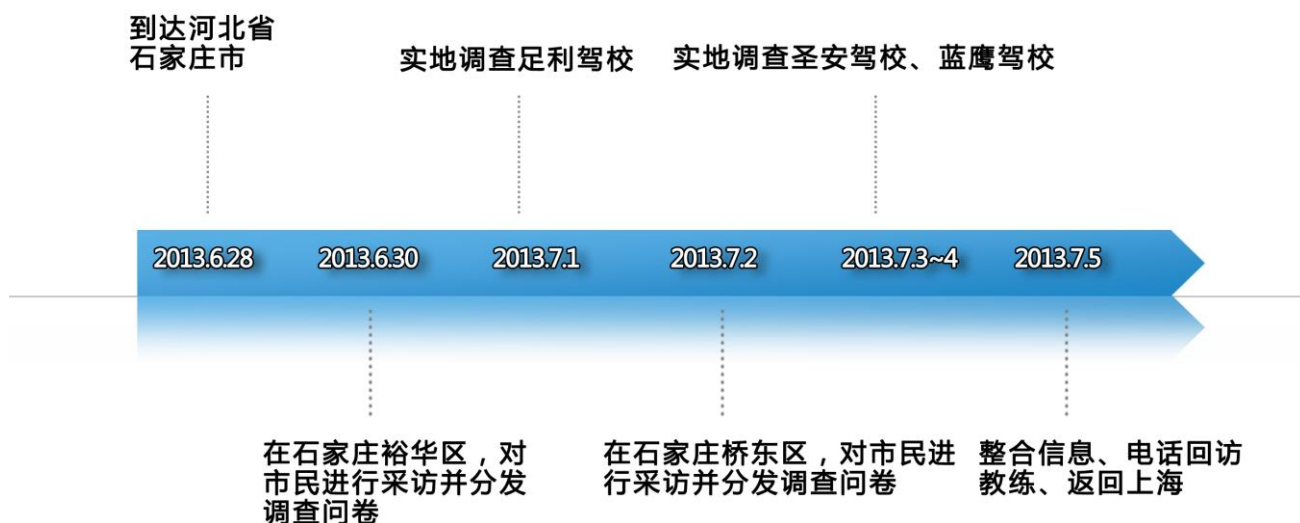 到达河北省
石家庄市
实地调查足利驾校
实地调查圣安驾校、蓝鹰驾校
2013.6.28
2013.6.30
2013.7.1
2013.7.2
2013.7.3~4
2013.7.5
在石家庄裕华区，对
市民进行采访并分发
调查问卷
在石家庄桥东区，对市民进
行采访并分发调查问卷
整合信息、电话回访
教练、返回上海